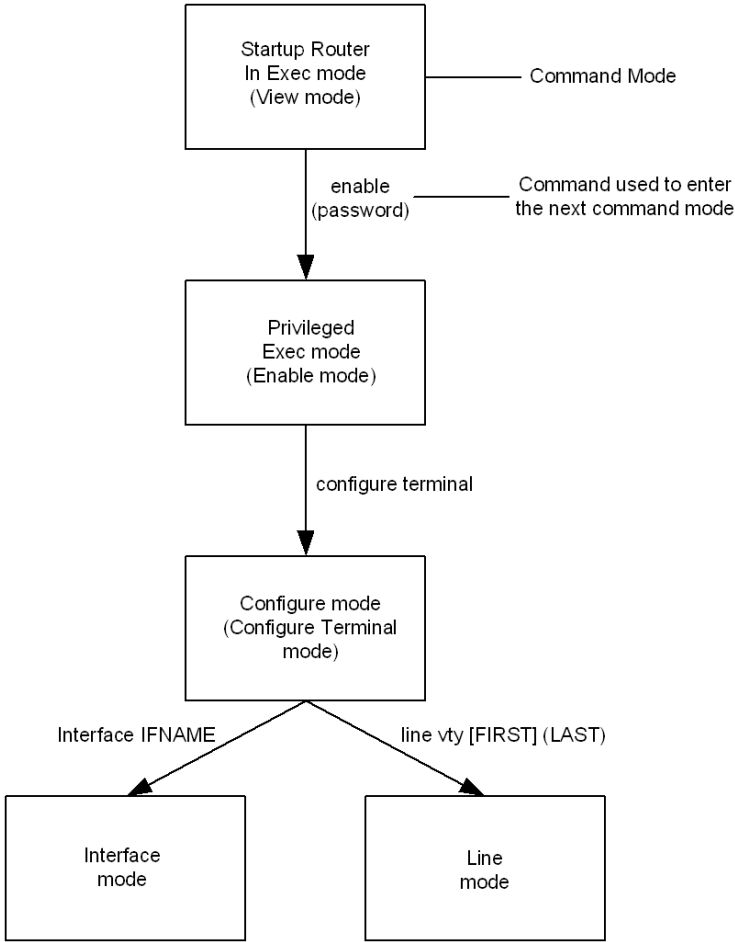 Startup Router
In Exec mode
(View mode)
Command Mode
enable
(password)
Command used to enter
the next command mode
Privileged
Exec mode
(Enable mode)
configure terminal
Configure mode
(Configure Terminal
mode)
Interface IFNAME
line vty [FIRST] (LAST)
Interface
mode
Line
mode